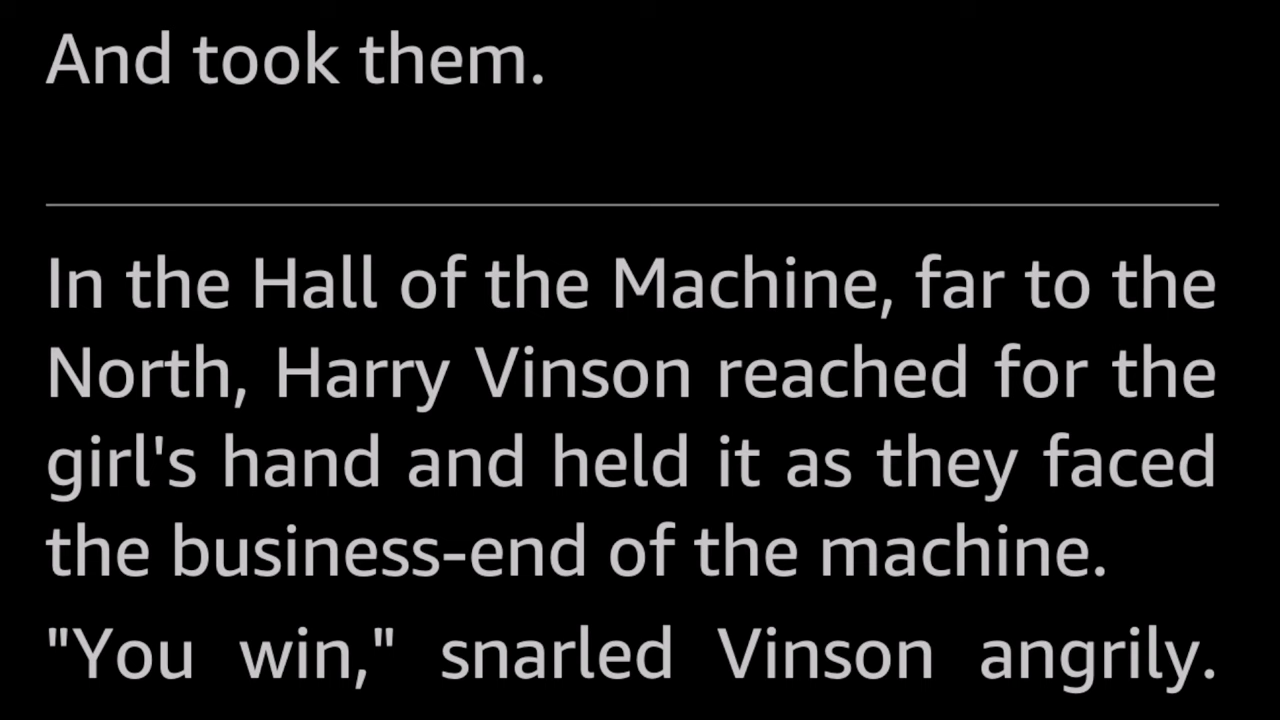 And took them.
In the Hall of the Machine, far to the
North, Harry Vinson reached for the
girl's hand and held it as they faced
the business-end of the machine.
"You win," snarled Vinson angrily.